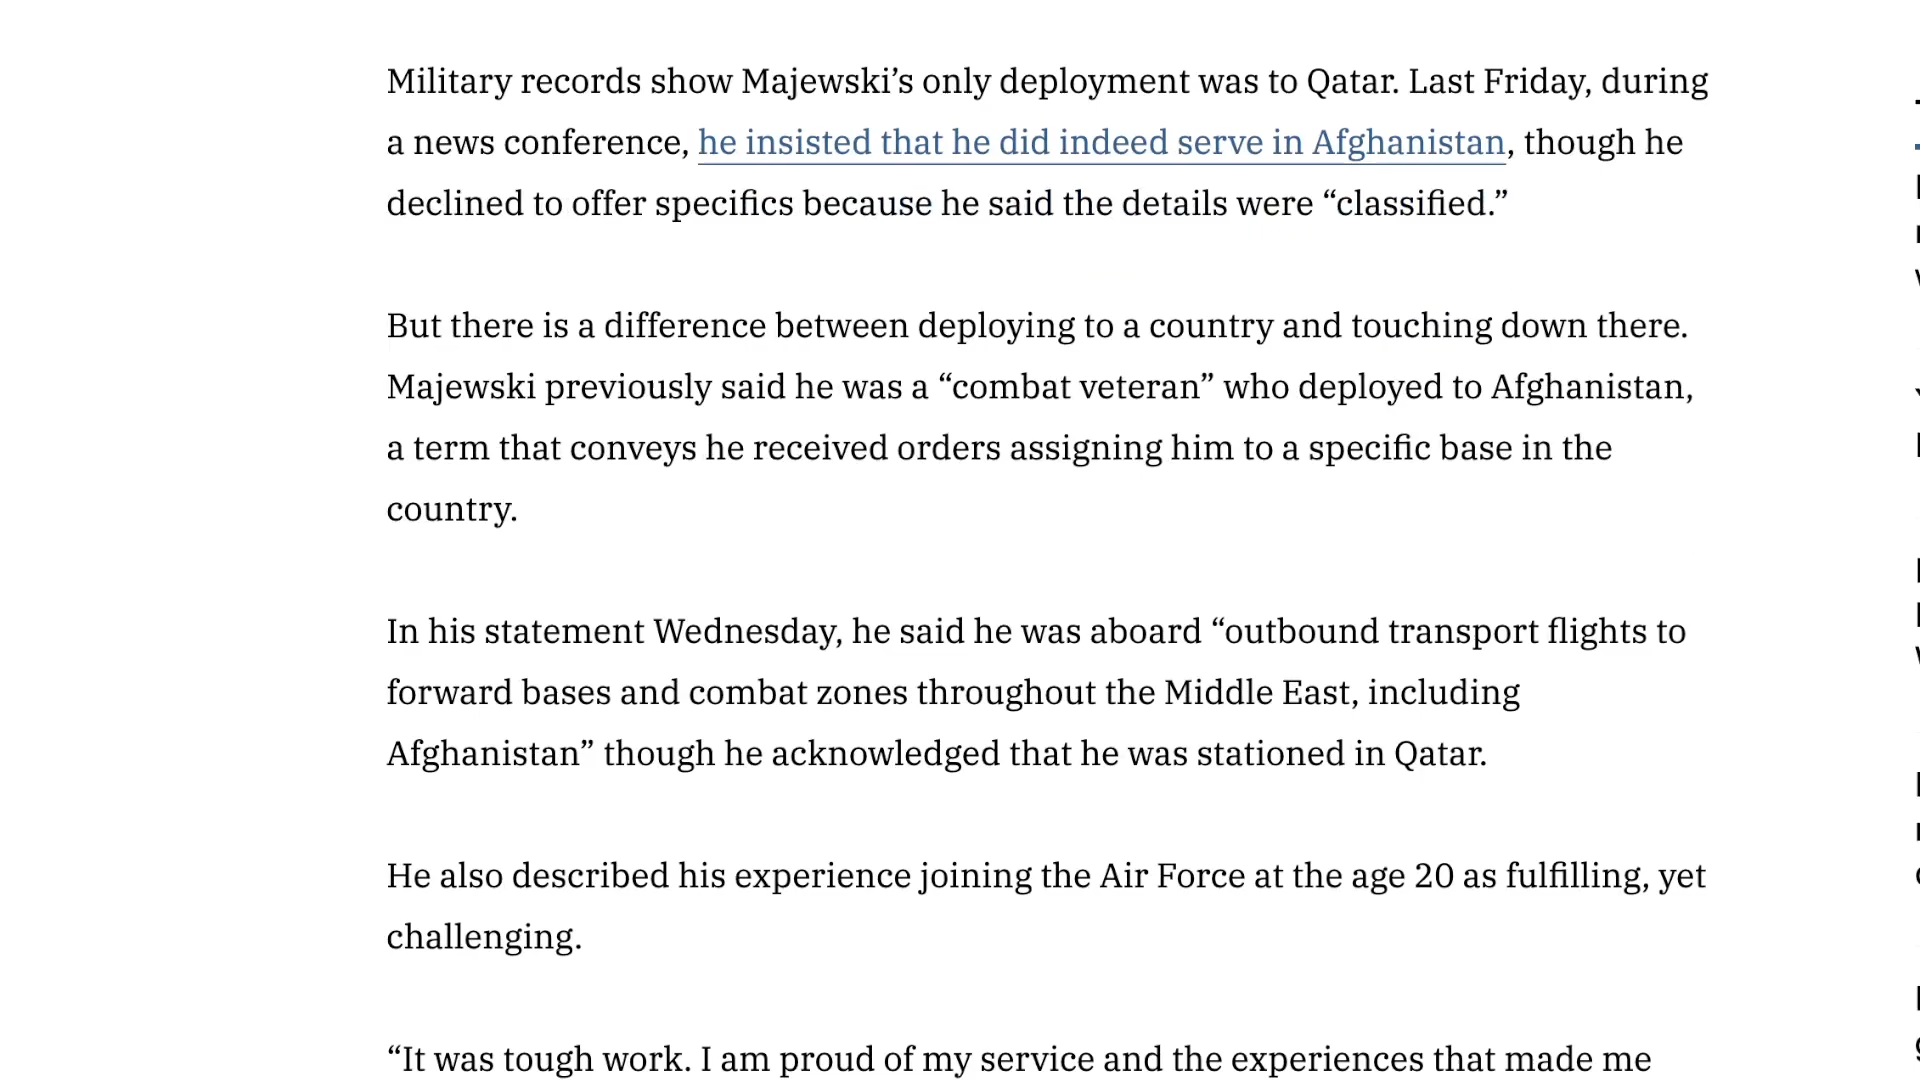 Military records show Majewski’s only deployment was to Qatar. Last Friday, during
a news conference, he insisted that he did indeed serve in Afghanistan, though he
declined to offer specifics because he said the details were “classified.”
But there is a difference between deploying to a country and touching down there.
Majewski previously said he was a “combat veteran” who deployed to Afghanistan,
a term that conveys he received orders assigning him to a specific base in the
country.
In his statement Wednesday, he said he was aboard “outbound transport flights to
forward bases and combat zones throughout the Middle East, including
Afghanistan” though he acknowledged that he was stationed in Qatar.
He also described his experience joining the Air Force at the age 20 as fulfilling, yet
challenging.
“It was tough work. I am proud of my service and the experiences that made me